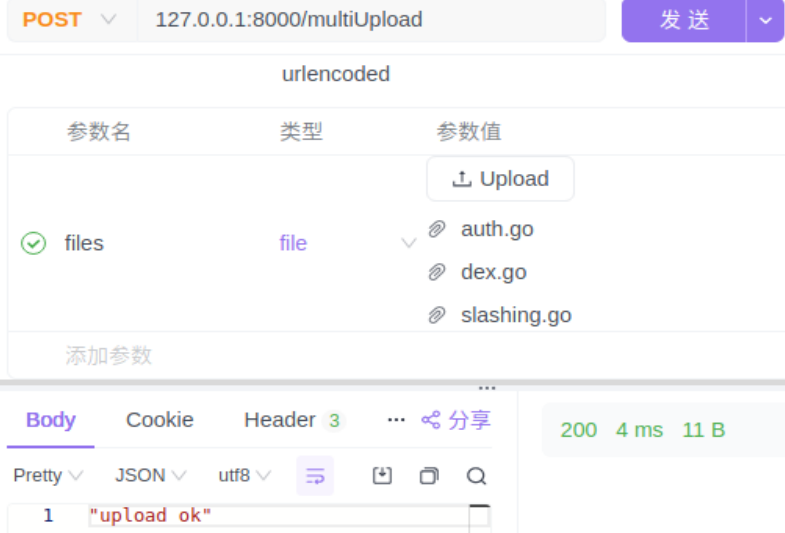 POST 127.0.0.1:8000/multiUpload 发送
urlencoded
参数名 类型 参数值
Upload
files file auth.go
dex.go
slashing.go
添加参数
Body Cookie Header 3 ... 分享 200 4 ms 11 B
Pretty JSON utf8
1 "upload ok"